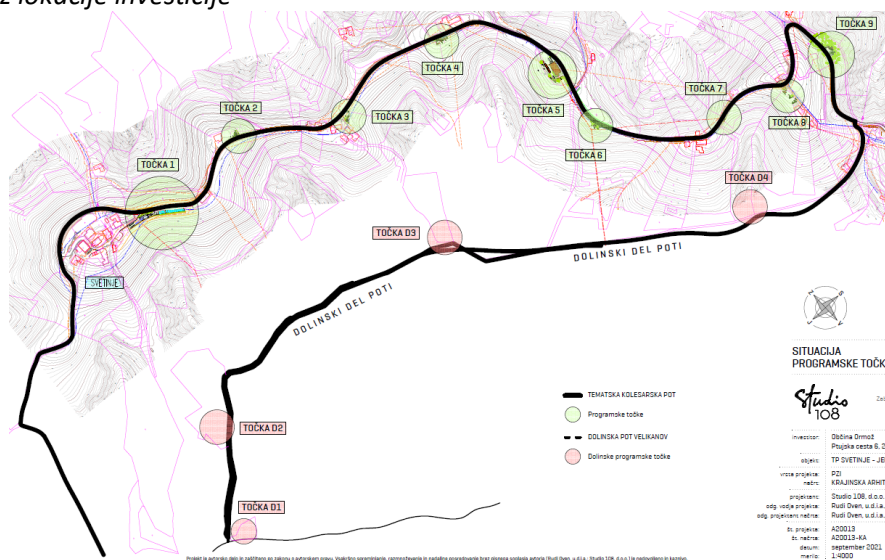 z lokacije investicije
TOČKA 9
TOČKA 4
TOČKA 7
TOČKA 2
TOČKA 5
TOČKA 3
TOČKA 8
TOČKA 6
TOČKA 1
TOČKA D4
TOČKA D3
DOLINSKI DEL POTI
SVETINJE
DOLINSKI DEL POTI
SITUACIJA
PROGRAMSKE TOČK
TEMATSKA KOLESARSKA POT
Programske točke
DOLINSKA POT VELIKANOV
Dolinske programske točke
Studio
108
TOČKA D2
TOČKA D1
investitor: Občina Ormož
Ptujska cesta 6, 2
objekt: TP SVETINJE - JE
vrsta projekta: PZI
načrt: KRAJINSKA ARHIT
projektant: Studio 108, d.o.o.
odg. vodja projekta: Rudi Oven, u.d.i.a.
odg. projektant načrta: Rudi Oven, u.d.i.a.
št. projekta: A20013
št. načrta: A20013-KA
datum: september 2021
merilo: 1:4000